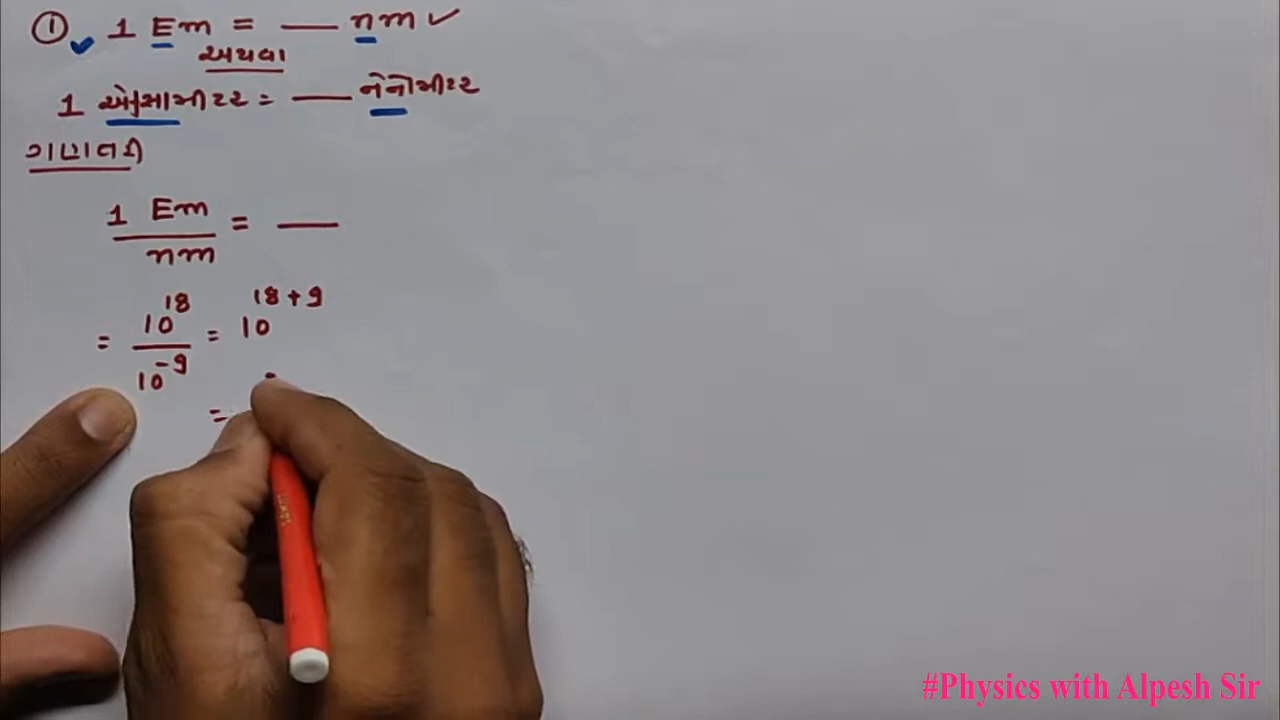 ① 1 Em = ___ nm ✓
અથવા
1 એક્સામીટર = ___ નેનોમીટર
ગણતરી
1 Em / nm = ___
= 10^18 / 10^-9 = 10^18+9
=
#Physics with Alpesh Sir